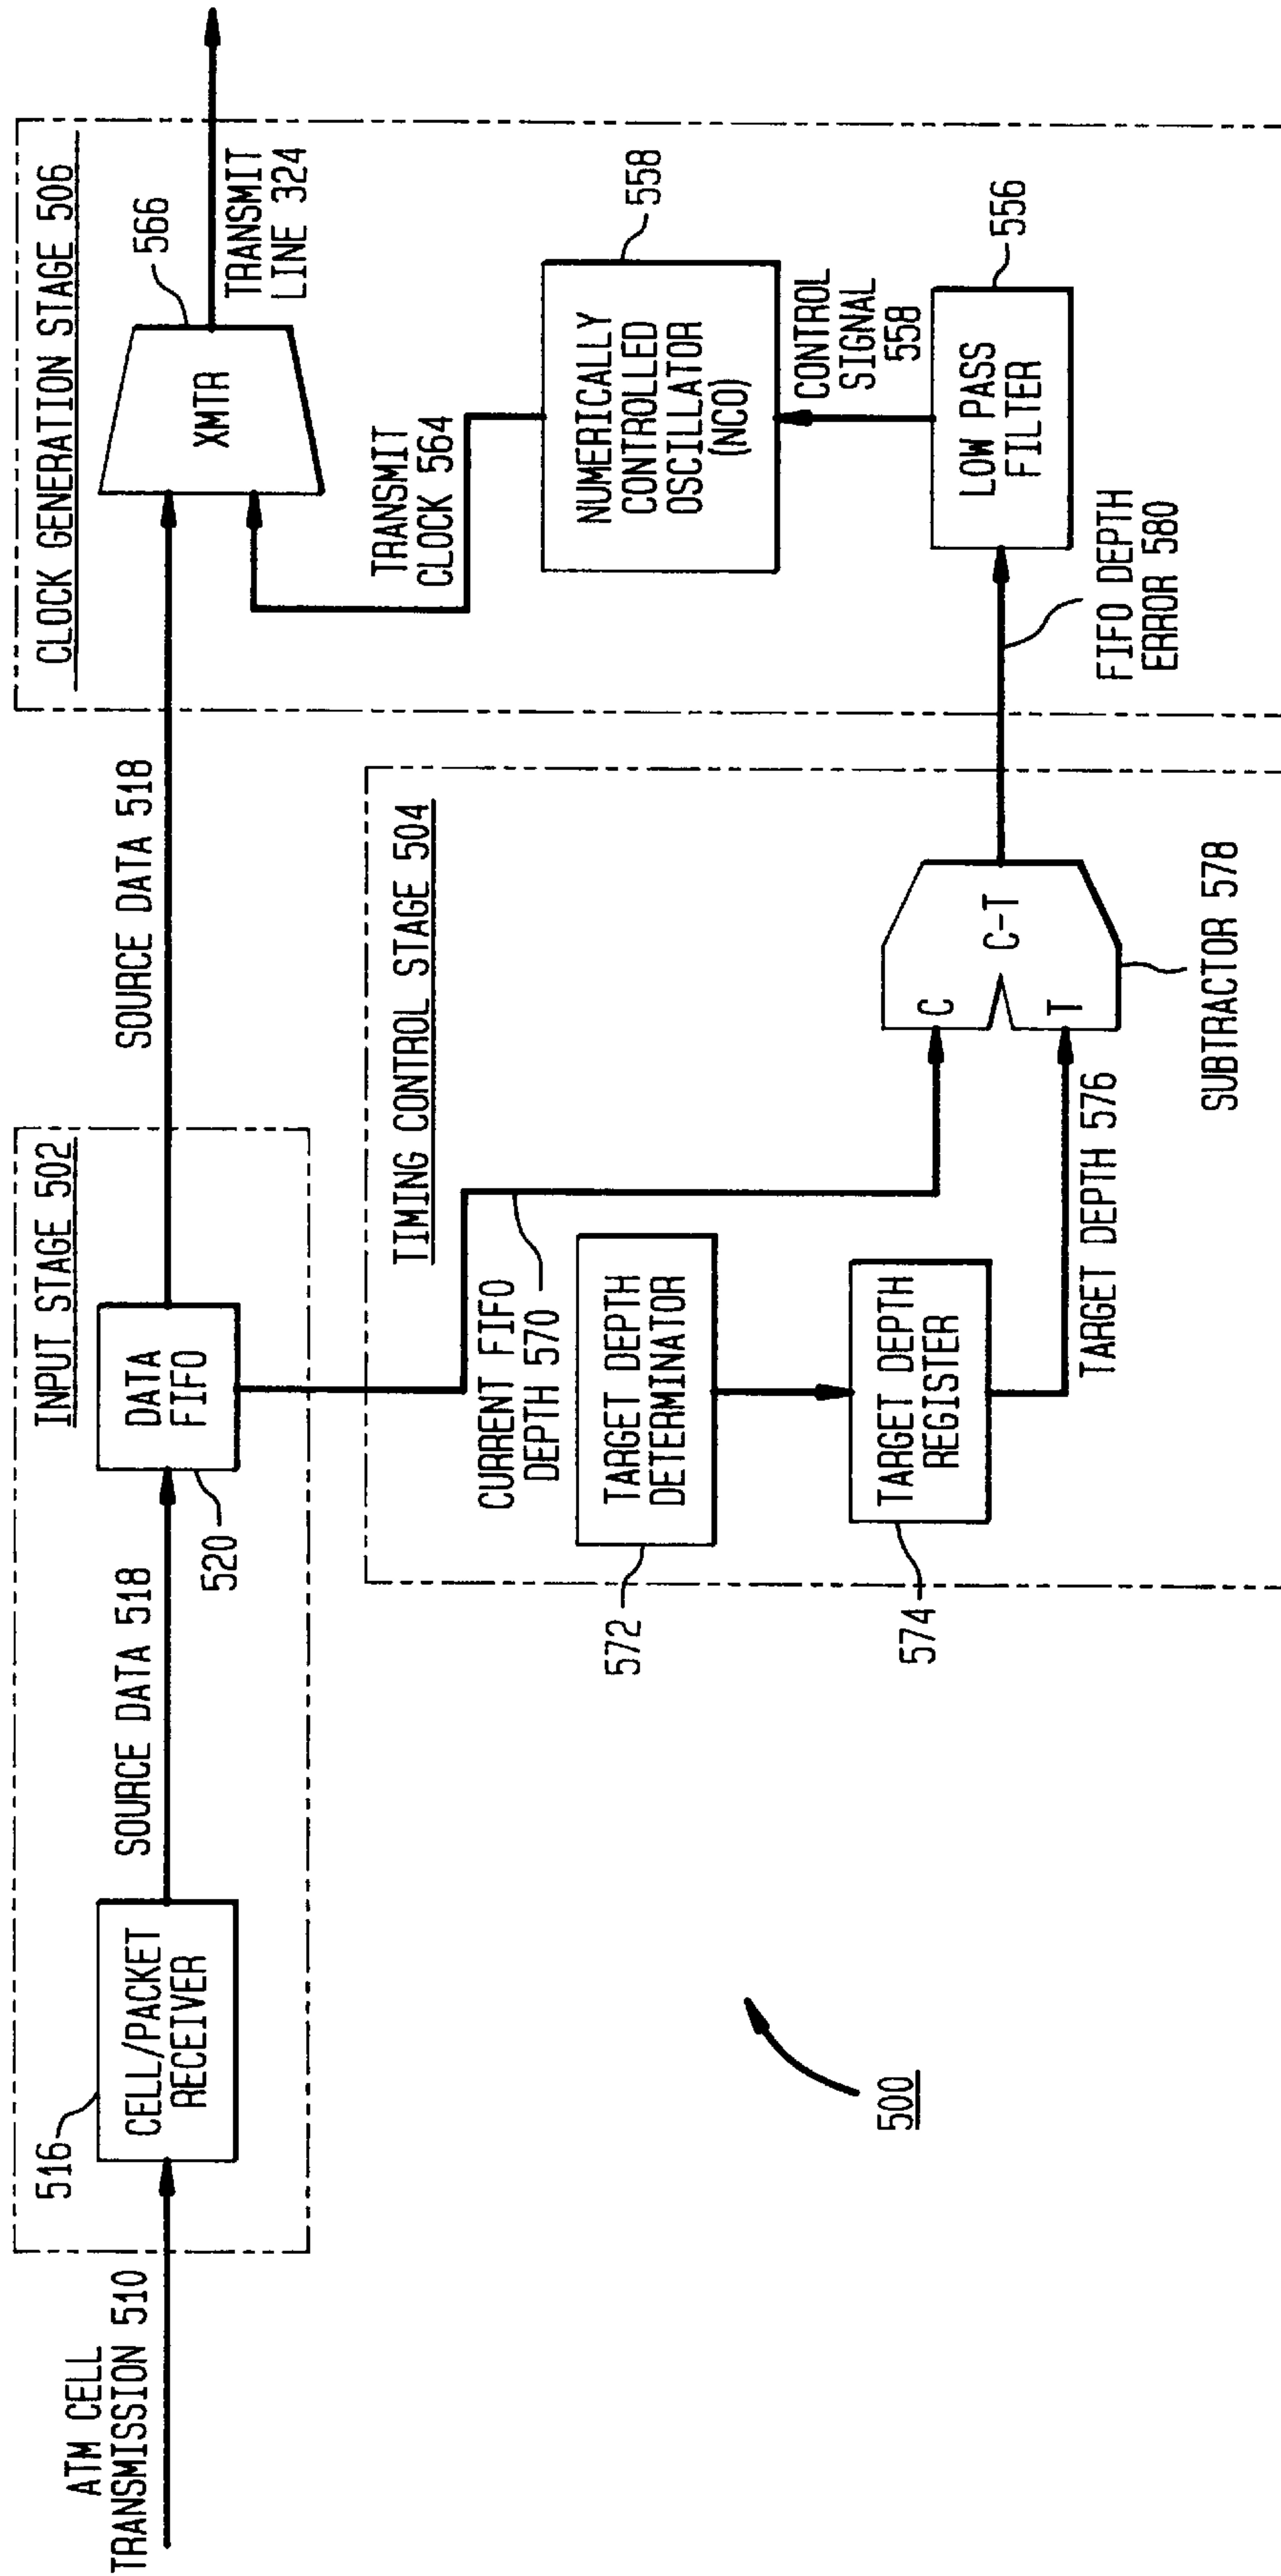 ATM CELL
TRANSMISSION 510
INPUT STAGE 502
516
CELL/PACKET
RECEIVER
SOURCE DATA 518
520
DATA
FIFO
SOURCE DATA 518
TIMING CONTROL STAGE 504
CURRENT FIFO
DEPTH 570
572
TARGET DEPTH
DETERMINATOR
574
TARGET DEPTH
REGISTER
TARGET DEPTH 576
C
T
C-T
SUBTRACTOR 578
CLOCK GENERATION STAGE 506
566
XMTR
TRANSMIT
LINE 324
TRANSMIT
CLOCK 564
NUMERICALLY
CONTROLLED
OSCILLATOR
(NCO)
558
CONTROL
SIGNAL
558
LOW PASS
FILTER
556
FIFO DEPTH
ERROR 580
500